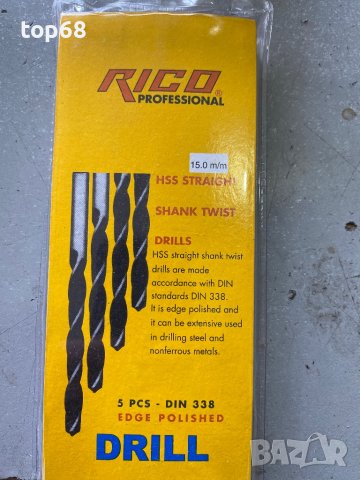 top68
RICO®
PROFESSIONAL
15.0 m/m
HSS STRAIGHT
SHANK TWIST
DRILLS
HSS straight shank twist
drills are made
accordance with DIN
standards DIN 338.
It is edge polished and
it can be extensive used
in drilling steel and
nonferrous metals.
5 PCS - DIN 338
EDGE POLISHED
DRILL
bazar.bg